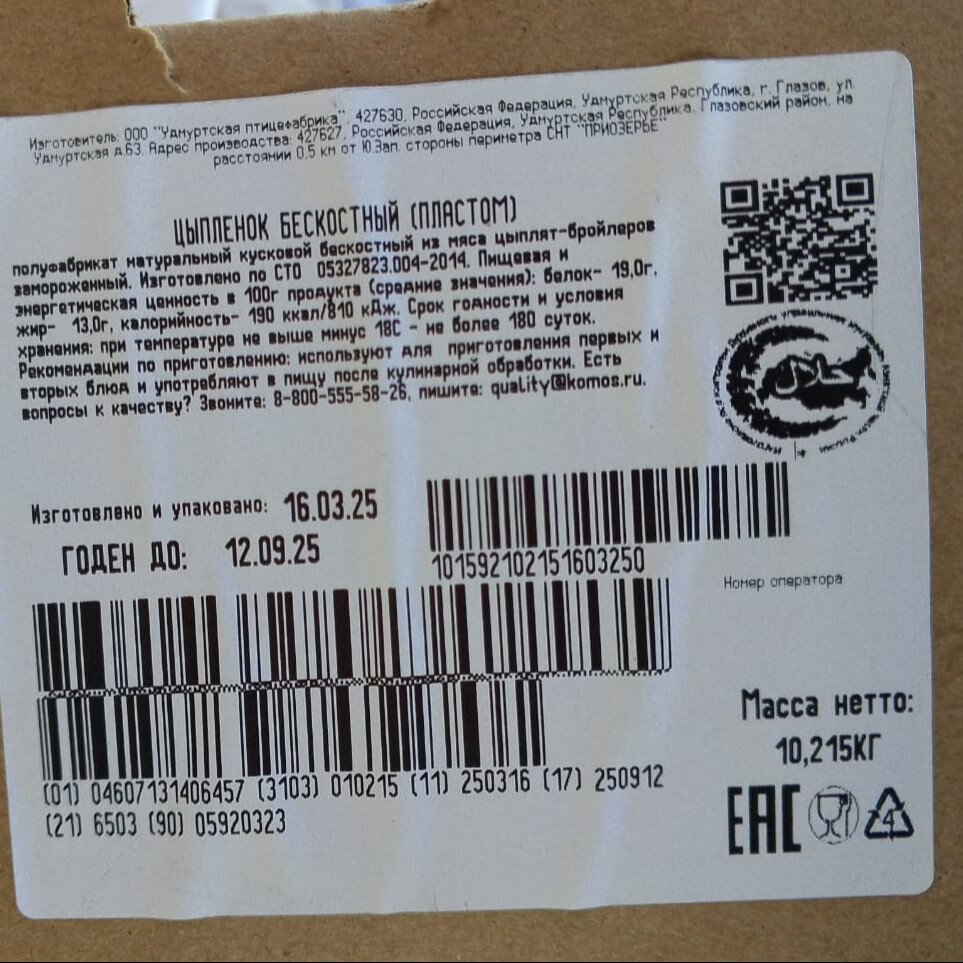 Изготовитель: ООО "Удмуртская птицефабрика", 427630, Российская Федерация, Удмуртская Республика, г. Глазов, ул.
Удмуртская д.63. Адрес производства: 427627, Российская Федерация, Удмуртская Республика, Глазовский район, на
расстоянии 0,5 км от Ю.Зап. стороны периметра СНТ "ПРИОЗЕРЬЕ"
ЦЫПЛЕНОК БЕСКОСТНЫЙ (ПЛАСТОМ)
полуфабрикат натуральный кусковой бескостный из мяса цыплят-бройлеров
замороженный. Изготовлено по СТО 05327823.004-2014. Пищевая и
энергетическая ценность в 100г продукта (средние значения): белок- 19,0г,
жир- 13,0г, калорийность- 190 ккал/810 кДж. Срок годности и условия
хранения: при температуре не выше минус 18С - не более 180 суток.
Рекомендации по приготовлению: используют для приготовления первых и
вторых блюд и употребляют в пищу после кулинарной обработки. Есть
вопросы к качеству? Звоните: 8-800-555-58-26, пишите: quality@komos.ru.
حلال
Изготовлено и упаковано: 16.03.25
ГОДЕН ДО: 12.09.25
101592102151603250
Номер оператора
Масса нетто:
10,215КГ
(01) 04607131406457 (3103) 010215 (11) 250316 (17) 250912
(21) 6503 (90) 05920323
EAC
4